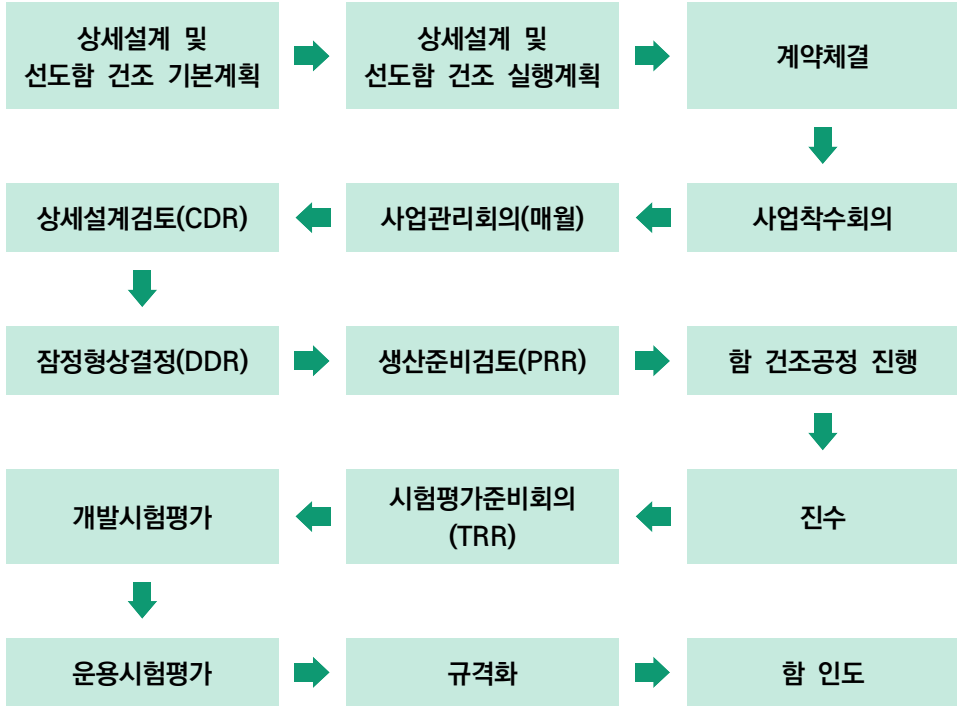 상세설계 및
선도함 건조 기본계획
상세설계 및
선도함 건조 실행계획
계약체결
사업착수회의
사업관리회의(매월)
상세설계검토(CDR)
잠정형상결정(DDR)
생산준비검토(PRR)
함 건조공정 진행
진수
시험평가준비회의
(TRR)
개발시험평가
운용시험평가
규격화
함 인도